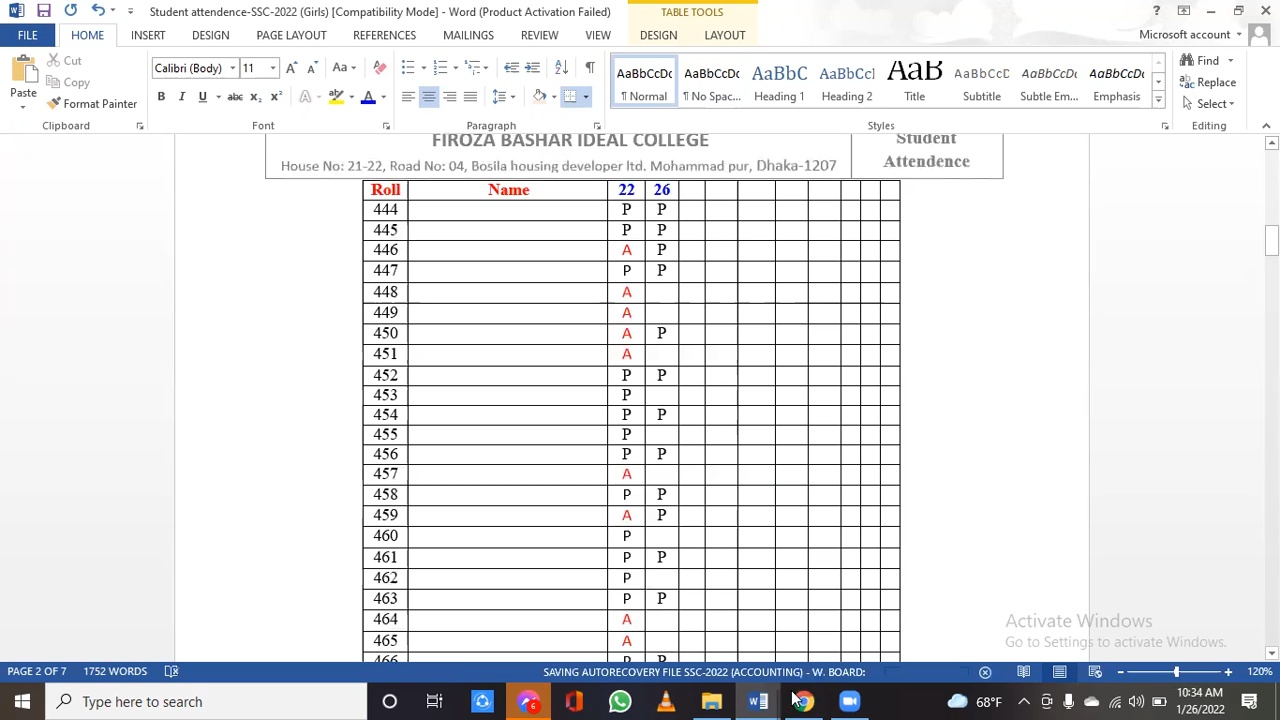 Student attendence-SSC-2022 (Girls) [Compatibility Mode] - Word (Product Activation Failed)
TABLE TOOLS
FILE HOME INSERT DESIGN PAGE LAYOUT REFERENCES MAILINGS REVIEW VIEW DESIGN LAYOUT
Microsoft account
Paste
Cut
Copy
Format Painter
Calibri (Body) 11
AaBbCcDc ¶ Normal
AaBbCcDc ¶ No Spac...
AaBbC Heading 1
AaBbCcl Heading 2
AaB Title
AaBbCcD Subtitle
AaBbCcDc Subtle Em...
AaBbCcDc Emphasis
Find
Replace
Select
Clipboard Font Paragraph Styles Editing
FIROZA BASHAR IDEAL COLLEGE
House No: 21-22, Road No: 04, Bosila housing developer ltd. Mohammad pur, Dhaka-1207
Student
Attendence
Roll Name 22 26
444 P P
445 P P
446 A P
447 P P
448 A
449 A
450 A P
451 A
452 P P
453 P
454 P P
455 P
456 P P
457 A
458 P P
459 A P
460 P
461 P P
462 P
463 P P
464 A
465 A
466 P P
Activate Windows
Go to Settings to activate Windows.
PAGE 2 OF 7 1752 WORDS SAVING AUTORECOVERY FILE SSC-2022 (ACCOUNTING) - W. BOARD: 120%
Type here to search
6
68°F
10:34 AM
1/26/2022